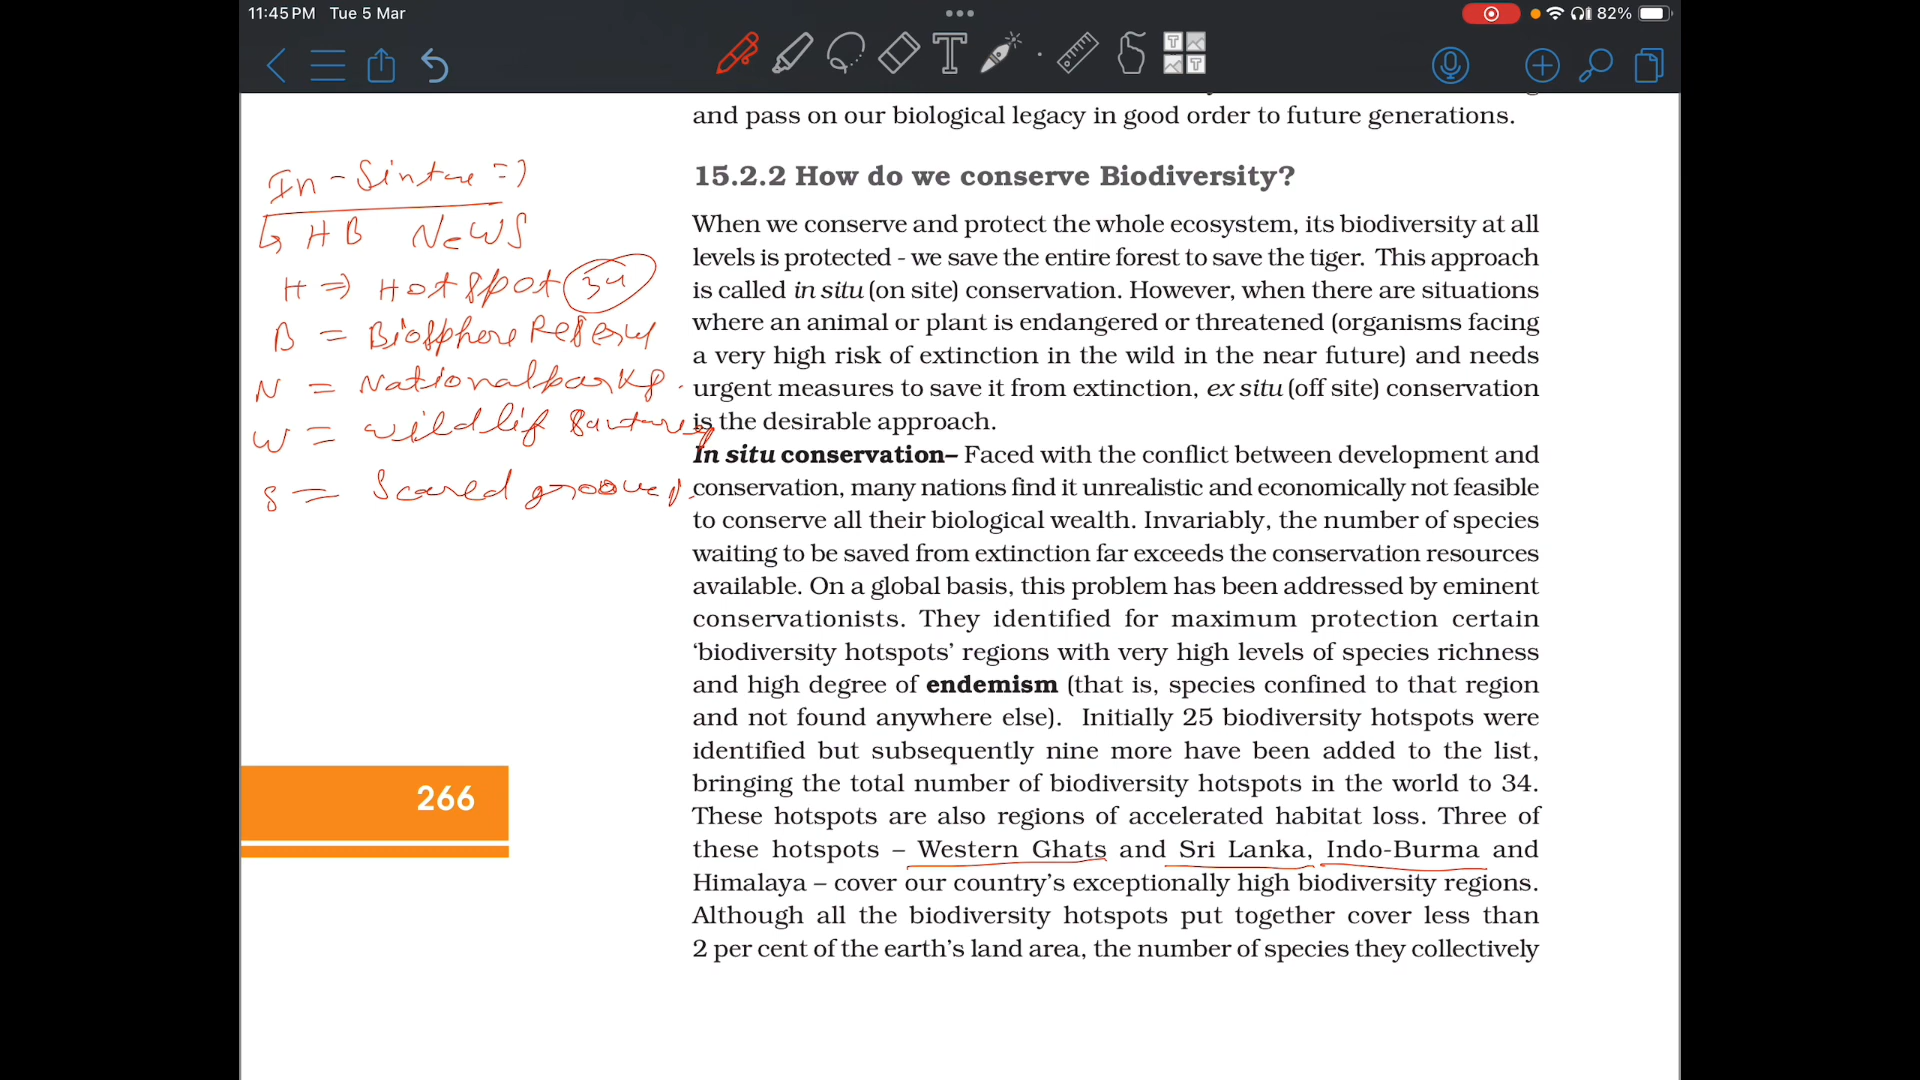 11:45 PM Tue 5 Mar
82%
and pass on our biological legacy in good order to future generations.
In - Sinture =>
HB NeWS
H => Hotspot 34
B = Biosphere Reserv
N = Nationalparks.
W = wildlif
S = Scared grooves.
15.2.2 How do we conserve Biodiversity?
When we conserve and protect the whole ecosystem, its biodiversity at all
levels is protected - we save the entire forest to save the tiger. This approach
is called in situ (on site) conservation. However, when there are situations
where an animal or plant is endangered or threatened (organisms facing
a very high risk of extinction in the wild in the near future) and needs
urgent measures to save it from extinction, ex situ (off site) conservation
is the desirable approach.
In situ conservation– Faced with the conflict between development and
conservation, many nations find it unrealistic and economically not feasible
to conserve all their biological wealth. Invariably, the number of species
waiting to be saved from extinction far exceeds the conservation resources
available. On a global basis, this problem has been addressed by eminent
conservationists. They identified for maximum protection certain
‘biodiversity hotspots’ regions with very high levels of species richness
and high degree of endemism (that is, species confined to that region
and not found anywhere else). Initially 25 biodiversity hotspots were
identified but subsequently nine more have been added to the list,
bringing the total number of biodiversity hotspots in the world to 34.
These hotspots are also regions of accelerated habitat loss. Three of
these hotspots – Western Ghats and Sri Lanka, Indo-Burma and
Himalaya – cover our country’s exceptionally high biodiversity regions.
Although all the biodiversity hotspots put together cover less than
2 per cent of the earth’s land area, the number of species they collectively
266